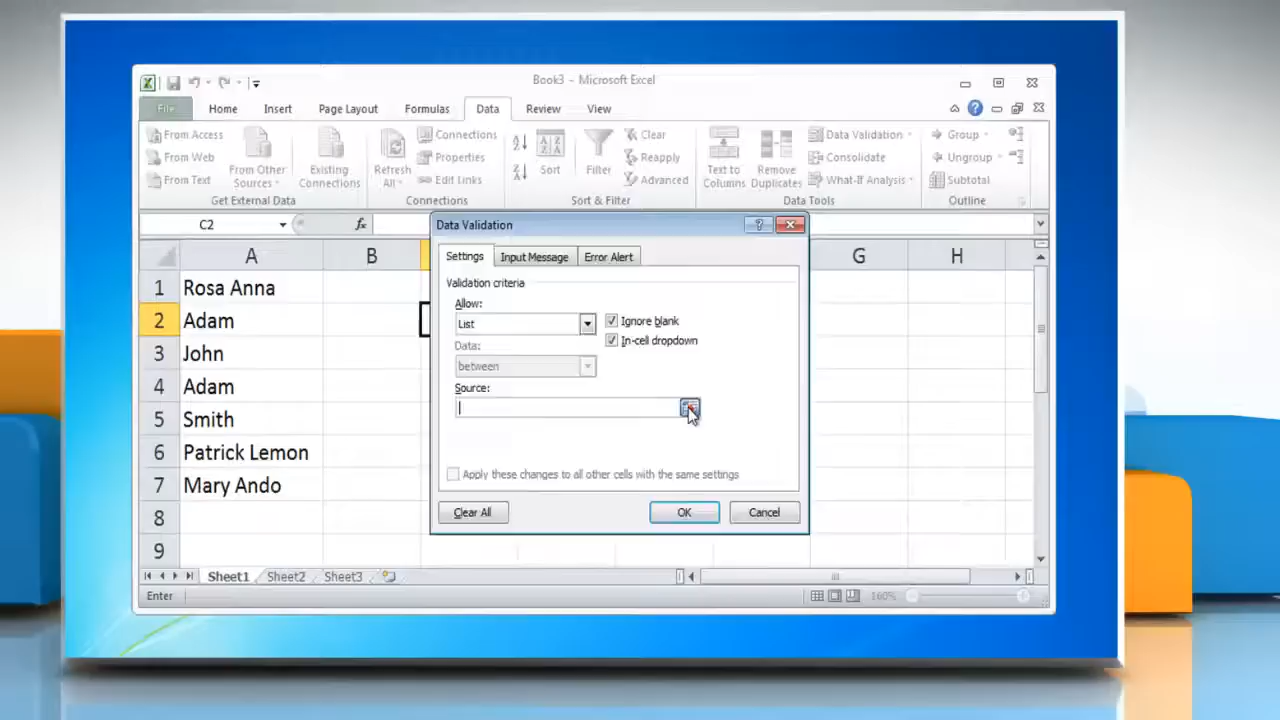 Book3 - Microsoft Excel
File Home Insert Page Layout Formulas Data Review View
From Access
From Web
From Text
From Other Sources
Existing Connections
Get External Data
Refresh All
Connections
Properties
Edit Links
Connections
Sort
Filter
Clear
Reapply
Advanced
Sort & Filter
Text to Columns
Remove Duplicates
Data Validation
Consolidate
What-If Analysis
Data Tools
Group
Ungroup
Subtotal
Outline
C2 fx
A B G H
1 Rosa Anna
2 Adam
3 John
4 Adam
5 Smith
6 Patrick Lemon
7 Mary Ando
8
9
Data Validation
Settings Input Message Error Alert
Validation criteria
Allow:
List
Ignore blank
In-cell dropdown
Data:
between
Source:
Apply these changes to all other cells with the same settings
Clear All OK Cancel
Sheet1 Sheet2 Sheet3
Enter 160%